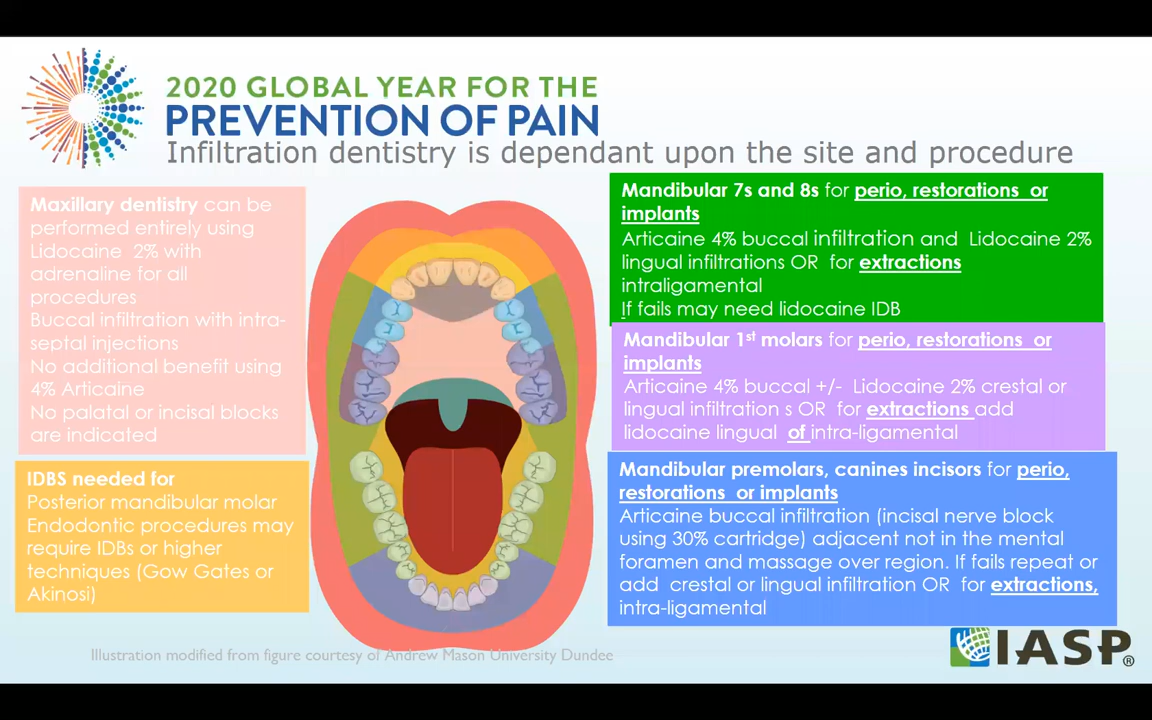 2020 GLOBAL YEAR FOR THE
PREVENTION OF PAIN
Infiltration dentistry is dependant upon the site and procedure
Maxillary dentistry can be
performed entirely using
Lidocaine 2% with
adrenaline for all
procedures
Buccal infiltration with intra-
septal injections
No additional benefit using
4% Articaine
No palatal or incisal blocks
are indicated
IDBS needed for
Posterior mandibular molar
Endodontic procedures may
require IDBs or higher
techniques (Gow Gates or
Akinosi)
Mandibular 7s and 8s for perio, restorations or
implants
Articaine 4% buccal infiltration and Lidocaine 2%
lingual infiltrations OR for extractions
intraligamental
If fails may need lidocaine IDB
Mandibular 1st molars for perio, restorations or
implants
Articaine 4% buccal +/- Lidocaine 2% crestal or
lingual infiltration s OR for extractions add
lidocaine lingual of intra-ligamental
Mandibular premolars, canines incisors for perio,
restorations or implants
Articaine buccal infiltration (incisal nerve block
using 30% cartridge) adjacent not in the mental
foramen and massage over region. If fails repeat or
add crestal or lingual infiltration OR for extractions,
intra-ligamental
Illustration modified from figure courtesy of Andrew Mason University Dundee
IASP®